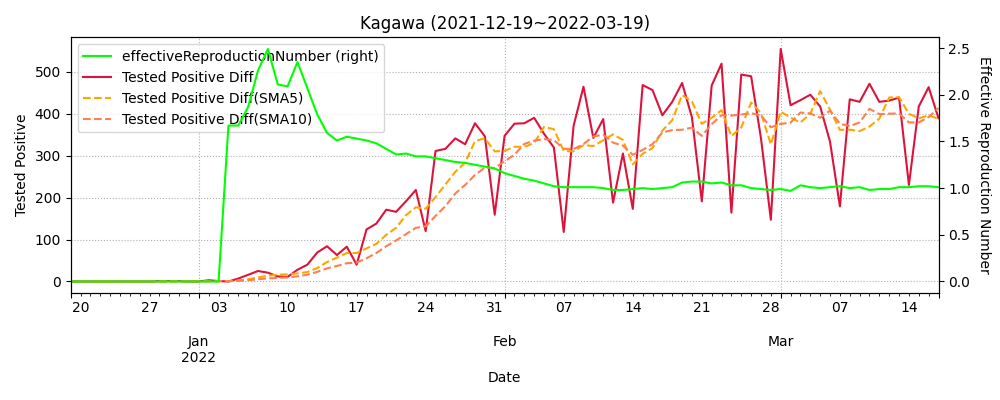 Kagawa (2021-12-19~2022-03-19)
effectiveReproductionNumber (right)
Tested Positive Diff
Tested Positive Diff(SMA5)
Tested Positive Diff(SMA10)
Tested Positive
500
400
300
200
100
0
Effective Reproduction Number
2.5
2.0
1.5
1.0
0.5
0.0
20 27 03 10 17 24 31 07 14 21 28 07 14
Jan Feb Mar
2022
Date